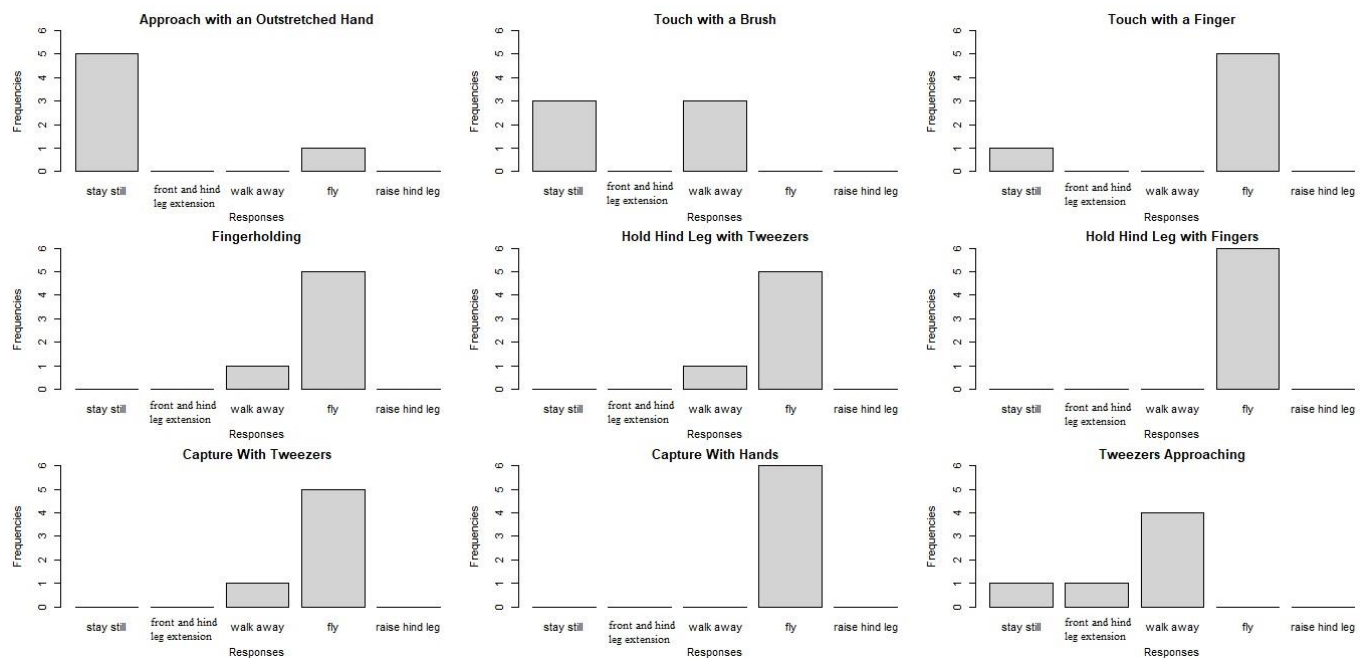 Approach with an Outstretched Hand
Touch with a Brush
Touch with a Finger
Frequencies
0 1 2 3 4 5 6
stay still
front and hind
leg extension
walk away
fly
raise hind leg
Responses
Frequencies
0 1 2 3 4 5 6
stay still
front and hind
leg extension
walk away
fly
raise hind leg
Responses
Frequencies
0 1 2 3 4 5 6
stay still
front and hind
leg extension
walk away
fly
raise hind leg
Responses
Fingerholding
Hold Hind Leg with Tweezers
Hold Hind Leg with Fingers
Frequencies
0 1 2 3 4 5 6
stay still
front and hind
leg extension
walk away
fly
raise hind leg
Responses
Frequencies
0 1 2 3 4 5 6
stay still
front and hind
leg extension
walk away
fly
raise hind leg
Responses
Frequencies
0 1 2 3 4 5 6
stay still
front and hind
leg extension
walk away
fly
raise hind leg
Responses
Capture With Tweezers
Capture With Hands
Tweezers Approaching
Frequencies
0 1 2 3 4 5 6
stay still
front and hind
leg extension
walk away
fly
raise hind leg
Responses
Frequencies
0 1 2 3 4 5 6
stay still
front and hind
leg extension
walk away
fly
raise hind leg
Responses
Frequencies
0 1 2 3 4 5 6
stay still
front and hind
leg extension
walk away
fly
raise hind leg
Responses